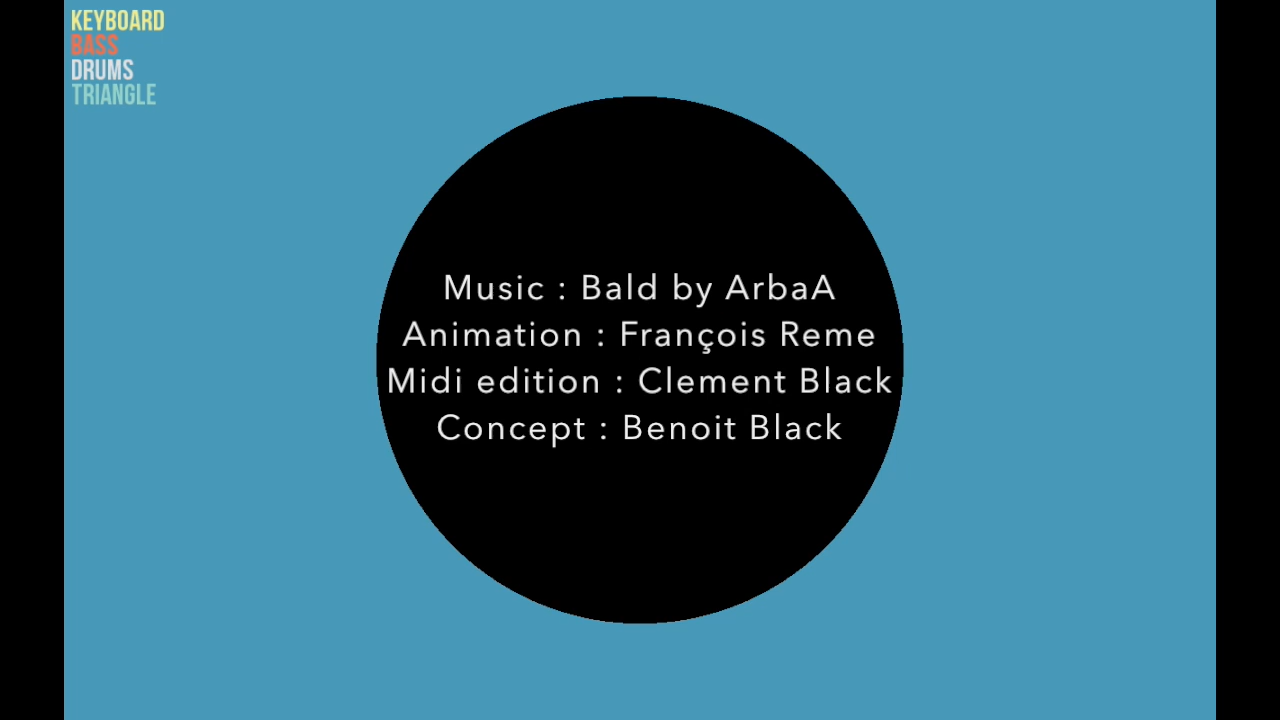 KEYBOARD
BASS
DRUMS
TRIANGLE
Music : Bald by ArbaA
Animation : François Reme
Midi edition : Clement Black
Concept : Benoit Black